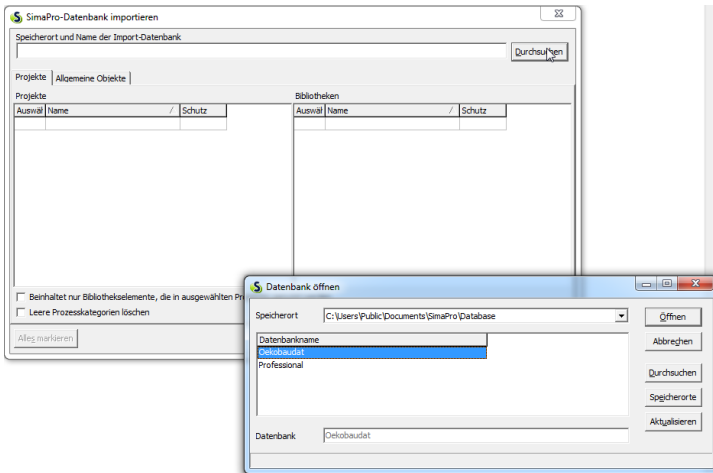 SimaPro-Datenbank importieren
Speicherort und Name der Import-Datenbank
Durchsuchen
Projekte Allgemeine Objekte
Projekte Bibliotheken
Auswäl Name / Schutz Auswäl Name / Schutz
Beinhaltet nur Bibliothekselemente, die in ausgewählten Pr
Leere Prozesskategorien löschen
Alles markieren
Datenbank öffnen
Speicherort C:\Users\Public\Documents\SimaPro\Database Öffnen
Datenbankname Abbrechen
Oekobaudat
Professional Durchsuchen
Speicherorte
Aktualisieren
Datenbank Oekobaudat